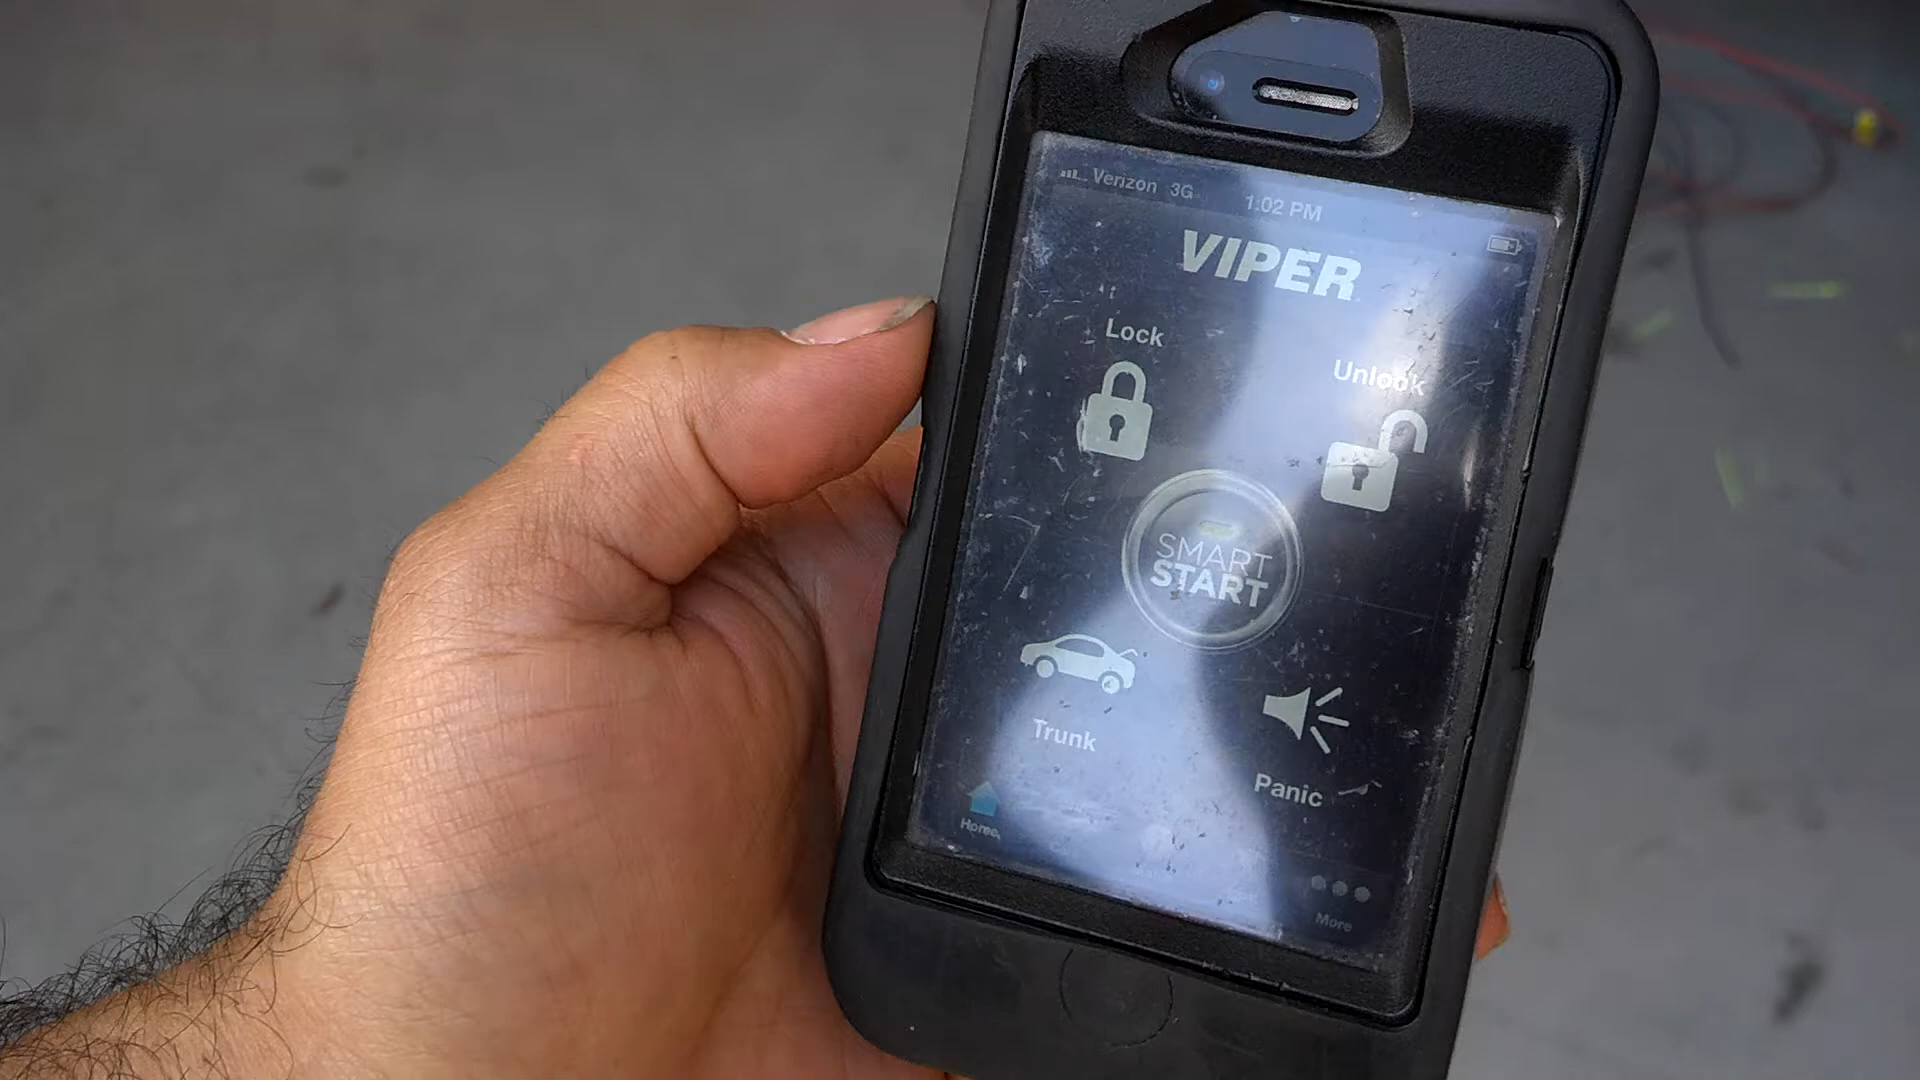 Verizon 3G
1:02 PM
VIPER
Lock
Unlock
SMART
START
Trunk
Panic
Home
More